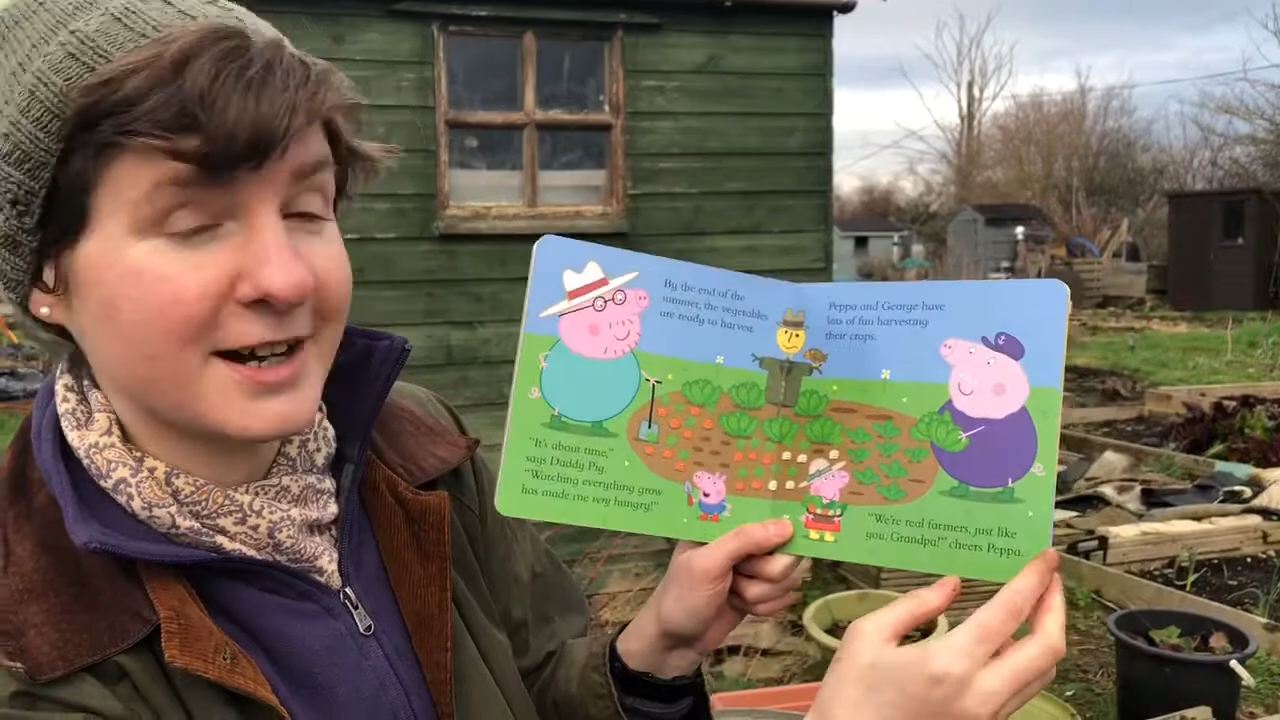 By the end of the
summer, the vegetables
are ready to harvest.
"It's about time,"
says Daddy Pig.
"Watching everything grow
has made me very hungry!"
Peppa and George have
lots of fun harvesting
their crops.
"We're real farmers, just like
you, Grandpa!" cheers Peppa.